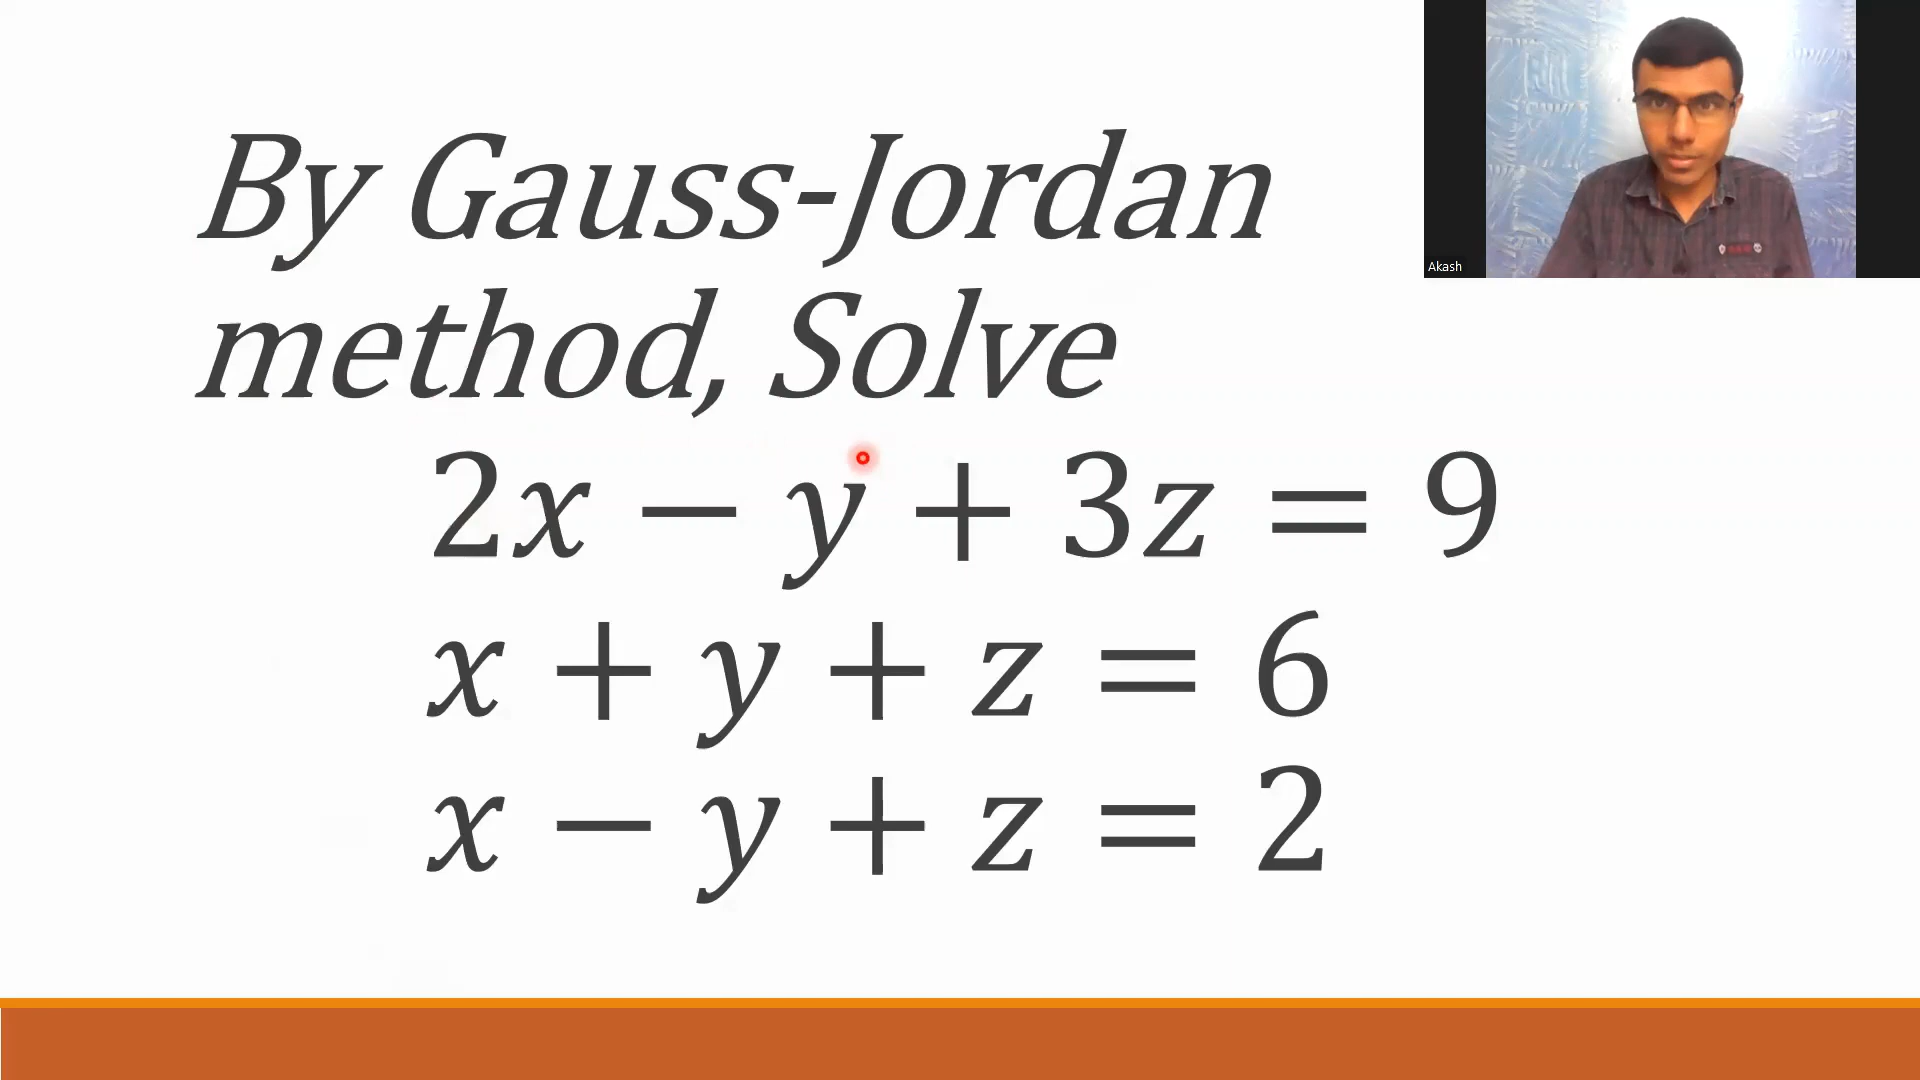 By Gauss-Jordan
method, Solve
2x − y + 3z = 9
x + y + z = 6
x − y + z = 2
Akash